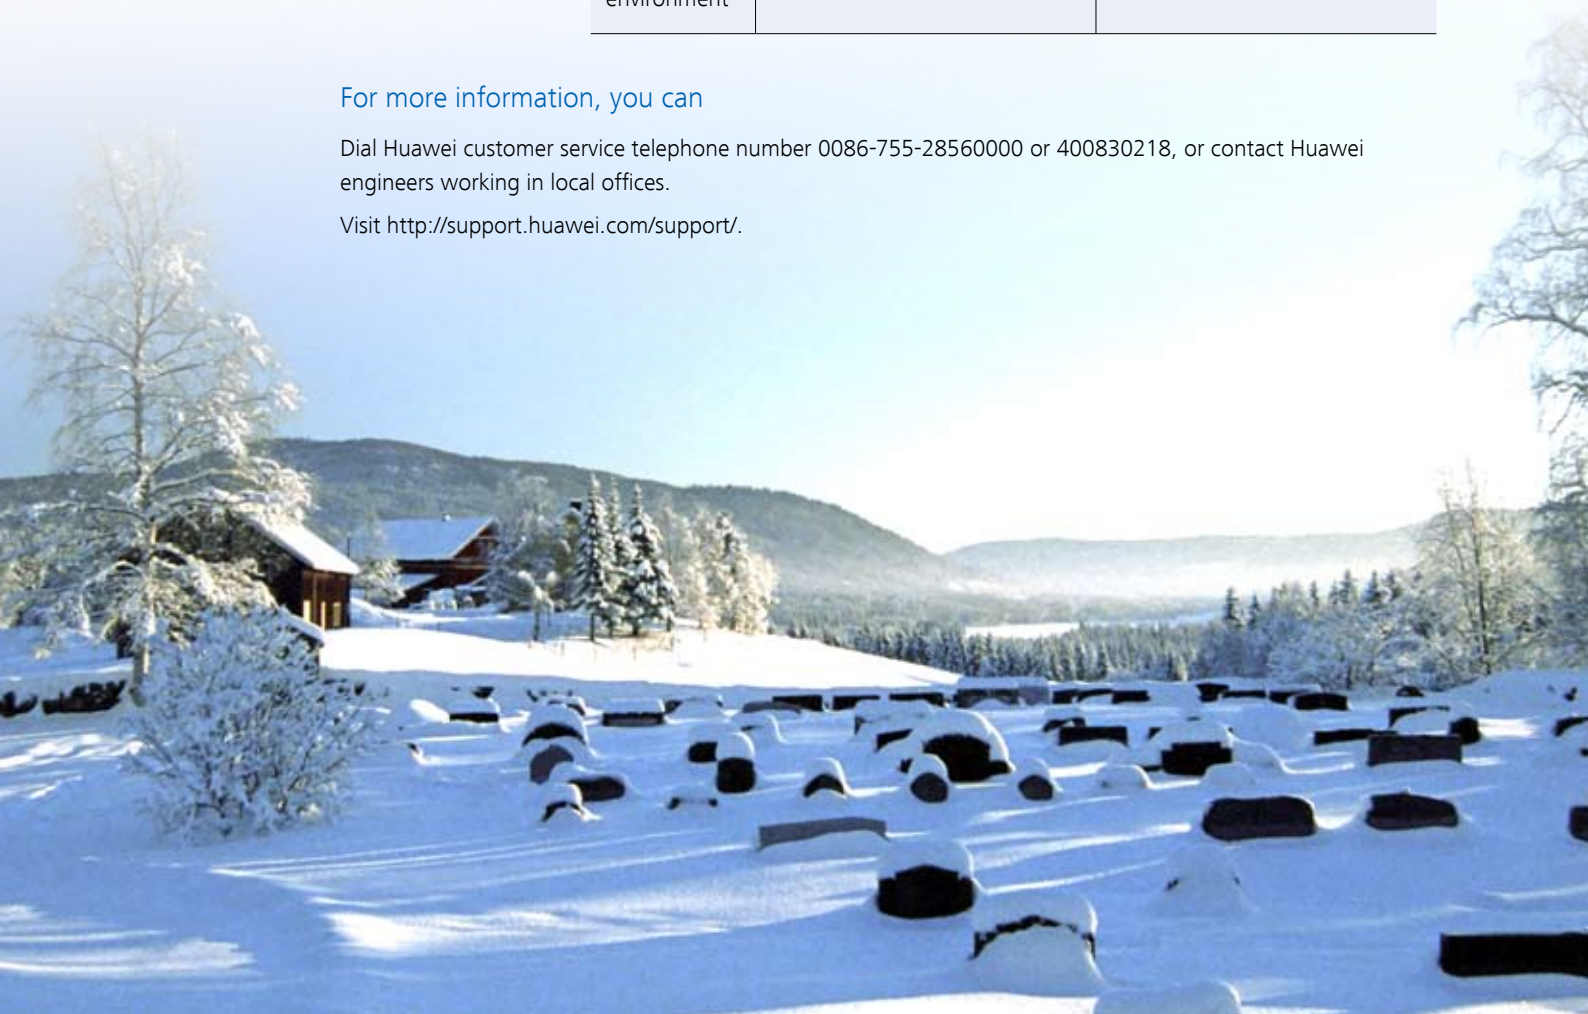 environment
For more information, you can
Dial Huawei customer service telephone number 0086-755-28560000 or 400830218, or contact Huawei
engineers working in local offices.
Visit http://support.huawei.com/support/.